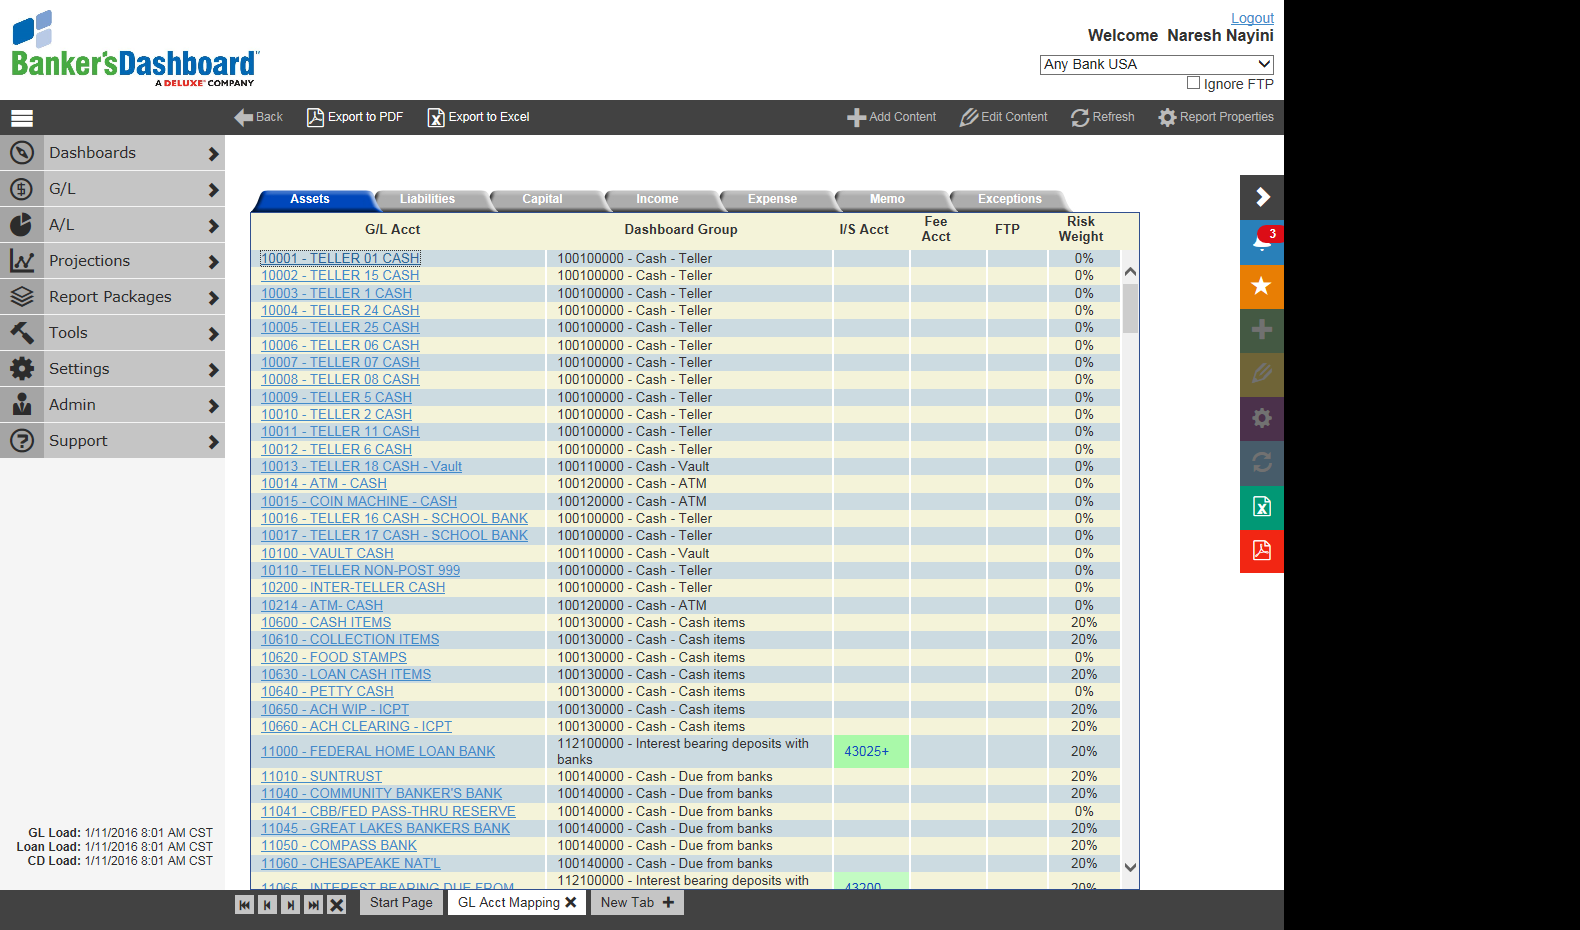 Logout
Banker'sDashboard
A DELUXE COMPANY
Welcome Naresh Nayini
Any Bank USA
Ignore FTP
Back
Export to PDF
Export to Excel
Add Content
Edit Content
Refresh
Report Properties
Dashboards
G/L
A/L
Projections
Report Packages
Tools
Settings
Admin
Support
GL Load: 1/11/2016 8:01 AM CST
Loan Load: 1/11/2016 8:01 AM CST
CD Load: 1/11/2016 8:01 AM CST
Assets Liabilities Capital Income Expense Memo Exceptions
G/L Acct Dashboard Group I/S Acct Fee Acct FTP Risk Weight
10001 - TELLER 01 CASH 100100000 - Cash - Teller 0%
10002 - TELLER 15 CASH 100100000 - Cash - Teller 0%
10003 - TELLER 1 CASH 100100000 - Cash - Teller 0%
10004 - TELLER 24 CASH 100100000 - Cash - Teller 0%
10005 - TELLER 25 CASH 100100000 - Cash - Teller 0%
10006 - TELLER 06 CASH 100100000 - Cash - Teller 0%
10007 - TELLER 07 CASH 100100000 - Cash - Teller 0%
10008 - TELLER 08 CASH 100100000 - Cash - Teller 0%
10009 - TELLER 5 CASH 100100000 - Cash - Teller 0%
10010 - TELLER 2 CASH 100100000 - Cash - Teller 0%
10011 - TELLER 11 CASH 100100000 - Cash - Teller 0%
10012 - TELLER 6 CASH 100100000 - Cash - Teller 0%
10013 - TELLER 18 CASH - Vault 100110000 - Cash - Vault 0%
10014 - ATM - CASH 100120000 - Cash - ATM 0%
10015 - COIN MACHINE - CASH 100120000 - Cash - ATM 0%
10016 - TELLER 16 CASH - SCHOOL BANK 100100000 - Cash - Teller 0%
10017 - TELLER 17 CASH - SCHOOL BANK 100100000 - Cash - Teller 0%
10100 - VAULT CASH 100110000 - Cash - Vault 0%
10110 - TELLER NON-POST 999 100100000 - Cash - Teller 0%
10200 - INTER-TELLER CASH 100100000 - Cash - Teller 0%
10214 - ATM- CASH 100120000 - Cash - ATM 0%
10600 - CASH ITEMS 100130000 - Cash - Cash items 20%
10610 - COLLECTION ITEMS 100130000 - Cash - Cash items 20%
10620 - FOOD STAMPS 100130000 - Cash - Cash items 0%
10630 - LOAN CASH ITEMS 100130000 - Cash - Cash items 20%
10640 - PETTY CASH 100130000 - Cash - Cash items 0%
10650 - ACH WIP - ICPT 100130000 - Cash - Cash items 20%
10660 - ACH CLEARING - ICPT 100130000 - Cash - Cash items 20%
11000 - FEDERAL HOME LOAN BANK 112100000 - Interest bearing deposits with banks 43025+ 20%
11010 - SUNTRUST 100140000 - Cash - Due from banks 20%
11040 - COMMUNITY BANKER'S BANK 100140000 - Cash - Due from banks 20%
11041 - CBB/FED PASS-THRU RESERVE 100140000 - Cash - Due from banks 0%
11045 - GREAT LAKES BANKERS BANK 100140000 - Cash - Due from banks 20%
11050 - COMPASS BANK 100140000 - Cash - Due from banks 20%
11060 - CHESAPEAKE NAT'L 100140000 - Cash - Due from banks 20%
11065 - INTEREST BEARING DUE FROM 112100000 - Interest bearing deposits with 43200 20%
3
Start Page
GL Acct Mapping
New Tab